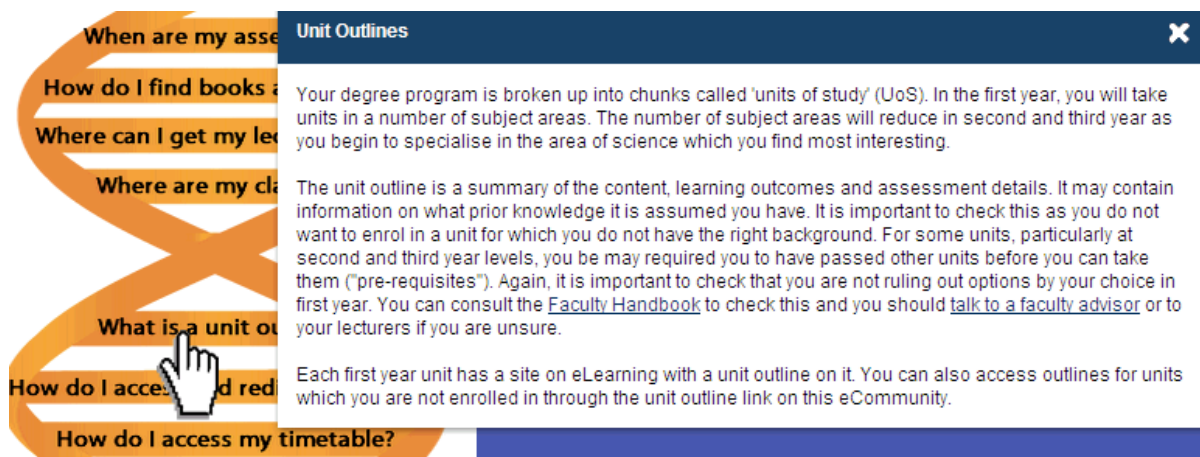 When are my asse
How do I find books a
Where can I get my lec
Where are my cla
What is a unit ou
How do I acce d redi
How do I access my timetable?
Unit Outlines
Your degree program is broken up into chunks called 'units of study' (UoS). In the first year, you will take
units in a number of subject areas. The number of subject areas will reduce in second and third year as
you begin to specialise in the area of science which you find most interesting.
The unit outline is a summary of the content, learning outcomes and assessment details. It may contain
information on what prior knowledge it is assumed you have. It is important to check this as you do not
want to enrol in a unit for which you do not have the right background. For some units, particularly at
second and third year levels, you be may required you to have passed other units before you can take
them ("pre-requisites"). Again, it is important to check that you are not ruling out options by your choice in
first year. You can consult the Faculty Handbook to check this and you should talk to a faculty advisor or to
your lecturers if you are unsure.
Each first year unit has a site on eLearning with a unit outline on it. You can also access outlines for units
which you are not enrolled in through the unit outline link on this eCommunity.